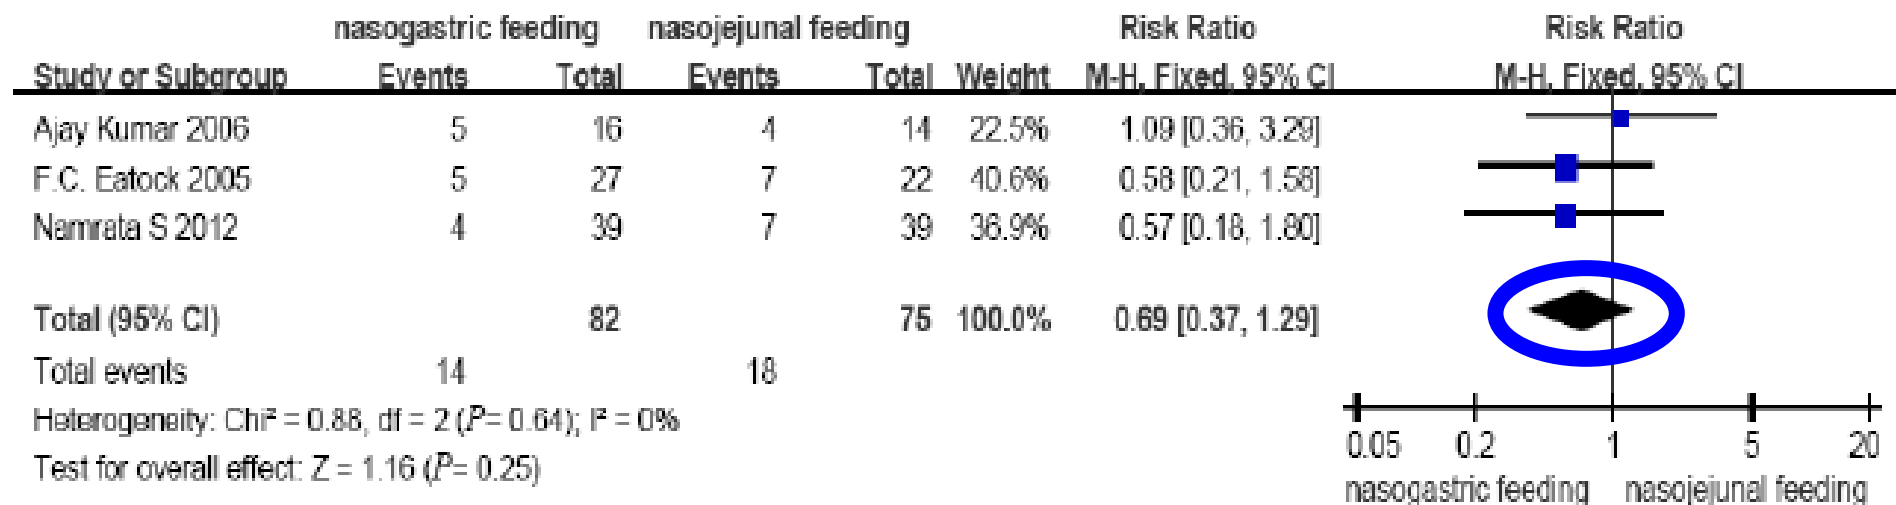 nasogastric feeding nasojejunal feeding Risk Ratio Risk Ratio
Study or Subgroup Events Total Events Total Weight M-H, Fixed, 95% CI M-H, Fixed, 95% CI
Ajay Kumar 2006 5 16 4 14 22.5% 1.09 [0.36, 3.29]
F.C. Eatock 2005 5 27 7 22 40.6% 0.58 [0.21, 1.58]
Namrata S 2012 4 39 7 39 36.9% 0.57 [0.18, 1.80]
Total (95% CI) 82 75 100.0% 0.69 [0.37, 1.29]
Total events 14 18
Heterogeneity: Chi² = 0.88, df = 2 (P= 0.64); I² = 0%
Test for overall effect: Z = 1.16 (P= 0.25)
0.05 0.2 1 5 20
nasogastric feeding nasojejunal feeding